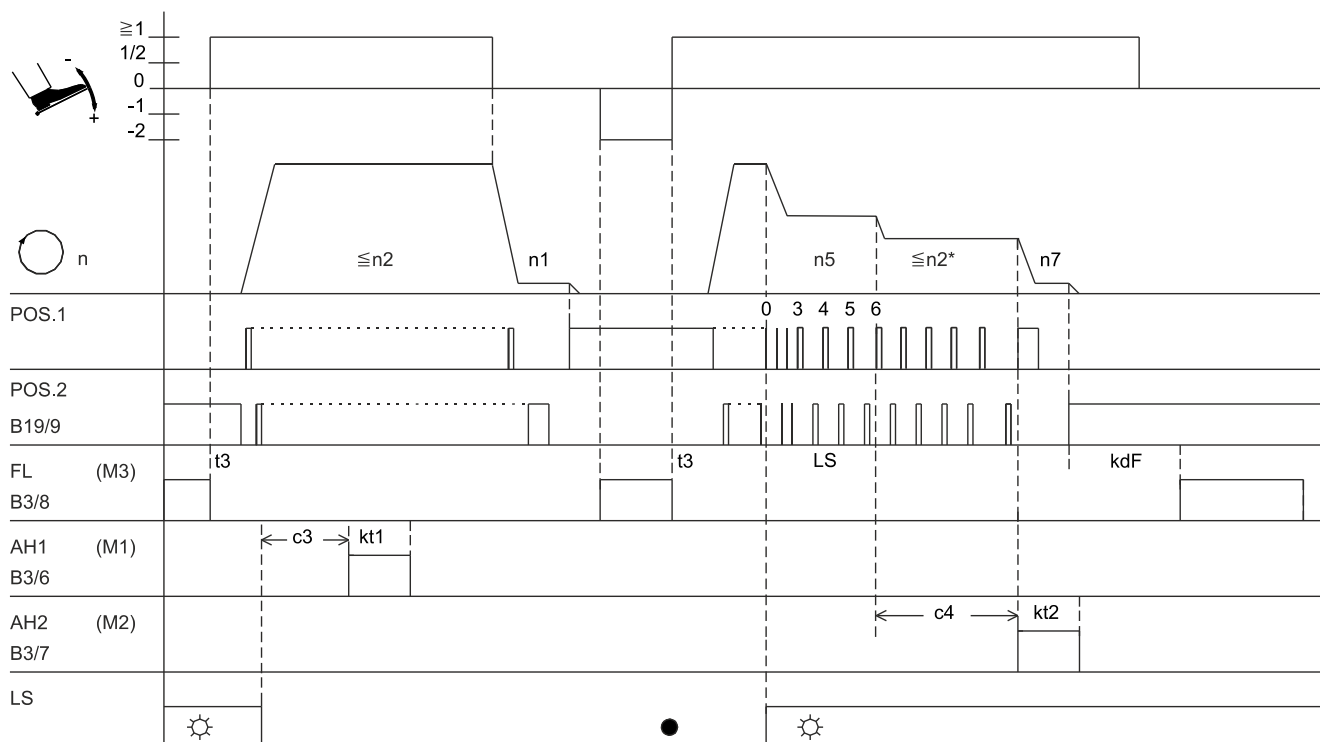 ≧1
1/2
0
-1
-2
-
+
n
≦n2
n1
n5
≦n2*
n7
POS.1
0 3 4 5 6
POS.2
B19/9
FL (M3)
B3/8
t3
t3
LS
kdF
AH1 (M1)
B3/6
c3
kt1
AH2 (M2)
B3/7
c4
kt2
LS